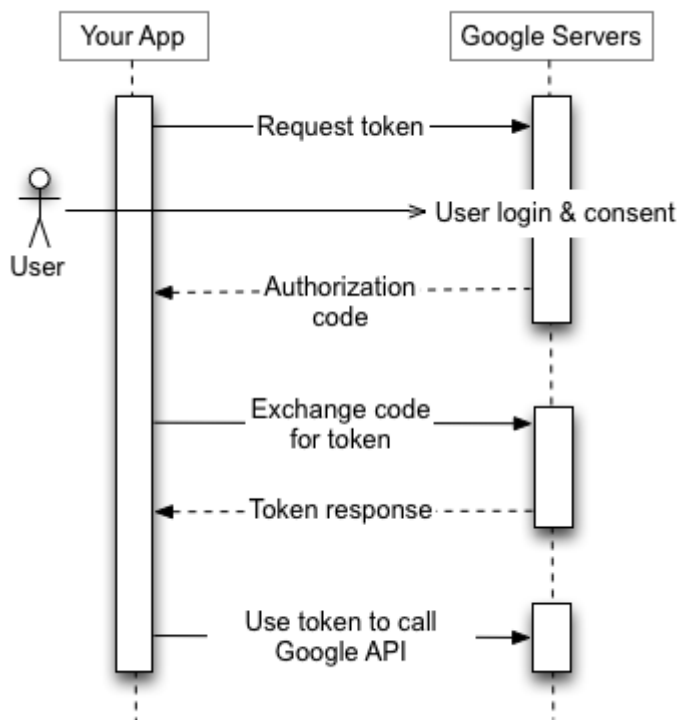 Your App
Google Servers
Request token
User login & consent
User
Authorization
code
Exchange code
for token
Token response
Use token to call
Google API